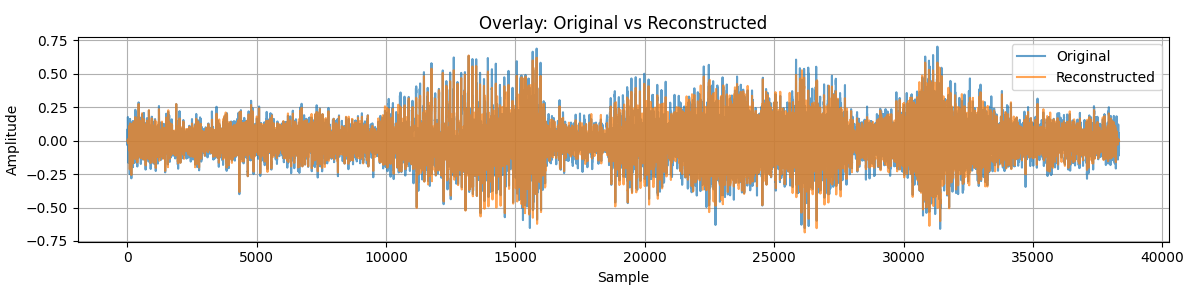 Overlay: Original vs Reconstructed
0.75
0.50
0.25
0.00
−0.25
−0.50
−0.75
Amplitude
Original
Reconstructed
0 5000 10000 15000 20000 25000 30000 35000 40000
Sample